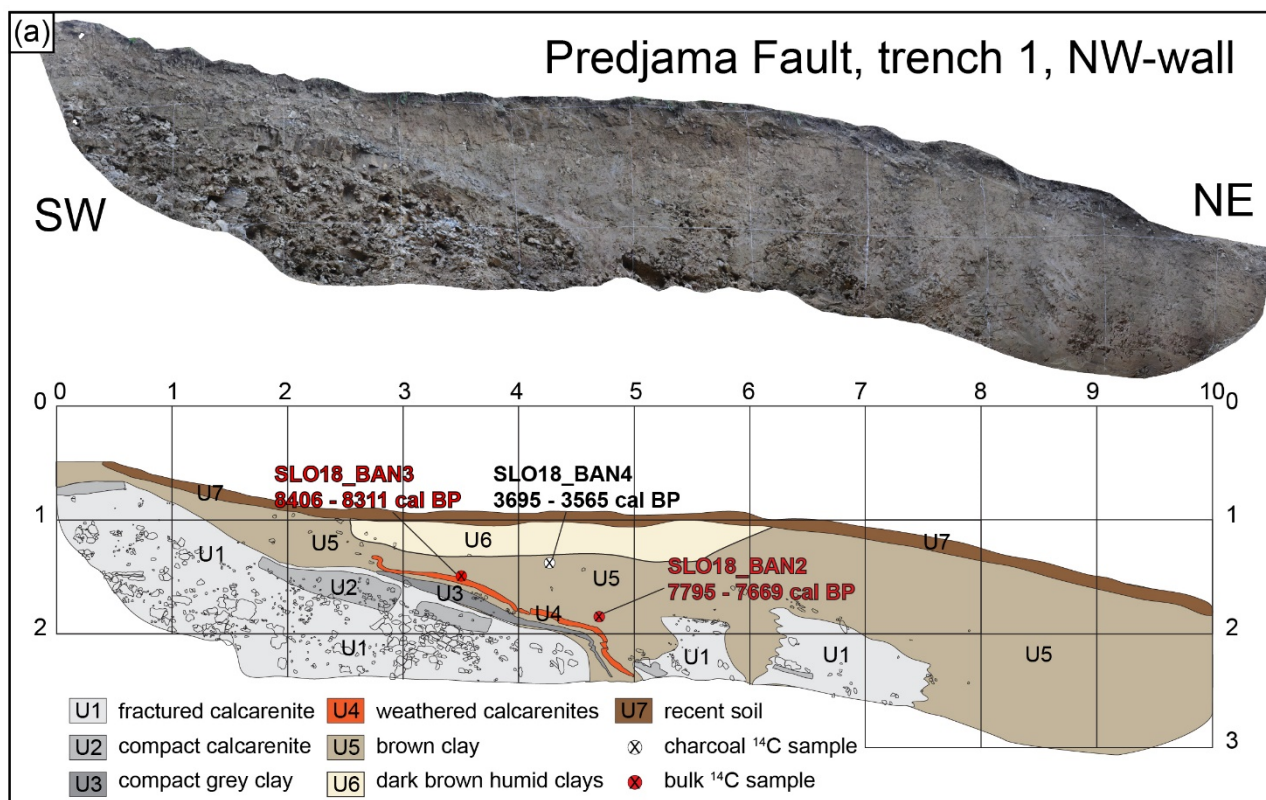 (a)
Predjama Fault, trench 1, NW-wall
SW
NE
0 1 2 3 4 5 6 7 8 9 10
0 0
SLO18_BAN3
8406 - 8311 cal BP
SLO18_BAN4
3695 - 3565 cal BP
U7
1 1
U6
U7
U5
U1
SLO18_BAN2
7795 - 7669 cal BP
U5
U2
U3
U4
2 2
U1
U1
U1
U5
U1 fractured calcarenite
U4 weathered calcarenites
U7 recent soil
U2 compact calcarenite
U5 brown clay
charcoal ¹⁴C sample
3
U3 compact grey clay
U6 dark brown humid clays
bulk ¹⁴C sample